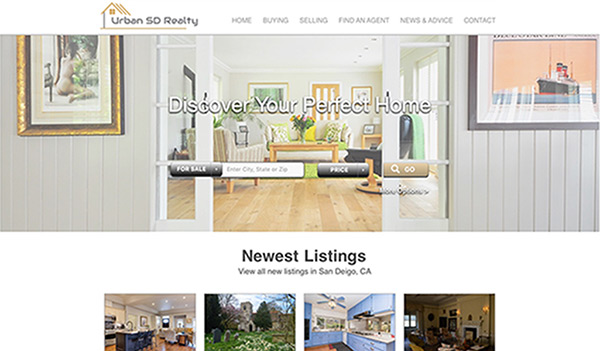 Urban SD Realty
HOME BUYING SELLING FIND AN AGENT NEWS & ADVICE CONTACT
Discover Your Perfect Home
FOR SALE Enter City, State or Zip PRICE GO
More Options >
Newest Listings
View all new listings in San Deigo, CA